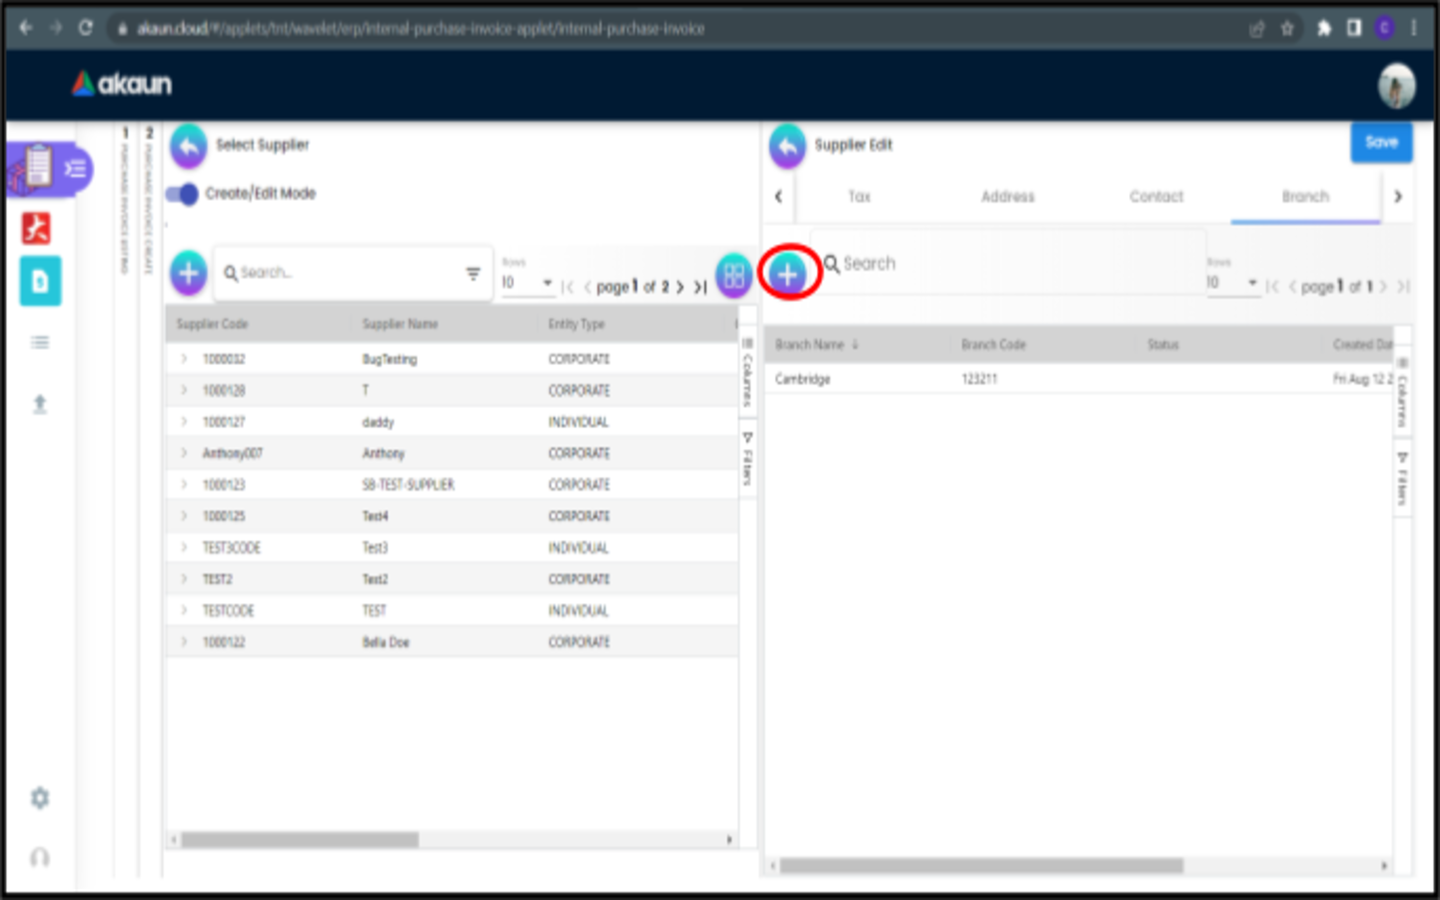 akaun.cloud/#/applets/tnt/wavelet/erp/internal-purchase-invoice-applet/internal-purchase-invoice
C
akaun
1 PURCHASE INVOICE LISTING
2 PURCHASE INVOICE CREATE
Select Supplier
Create/Edit Mode
Search...
Rows
10
page 1 of 2
Supplier Code Supplier Name Entity Type
1000032 BugTesting CORPORATE
1000128 T CORPORATE
1000127 daddy INDIVIDUAL
Anthony007 Anthony CORPORATE
1000123 SB-TEST-SUPPLIER CORPORATE
1000125 Test4 CORPORATE
TEST3CODE Test3 INDIVIDUAL
TEST2 Test2 CORPORATE
TESTCODE TEST INDIVIDUAL
1000122 Bella Doe CORPORATE
Columns
Filters
Supplier Edit
Save
Tax Address Contact Branch
Search
Rows
10
page 1 of 1
Branch Name Branch Code Status Created Dat
Cambridge 123211 Fri Aug 12 2
Columns
Filters